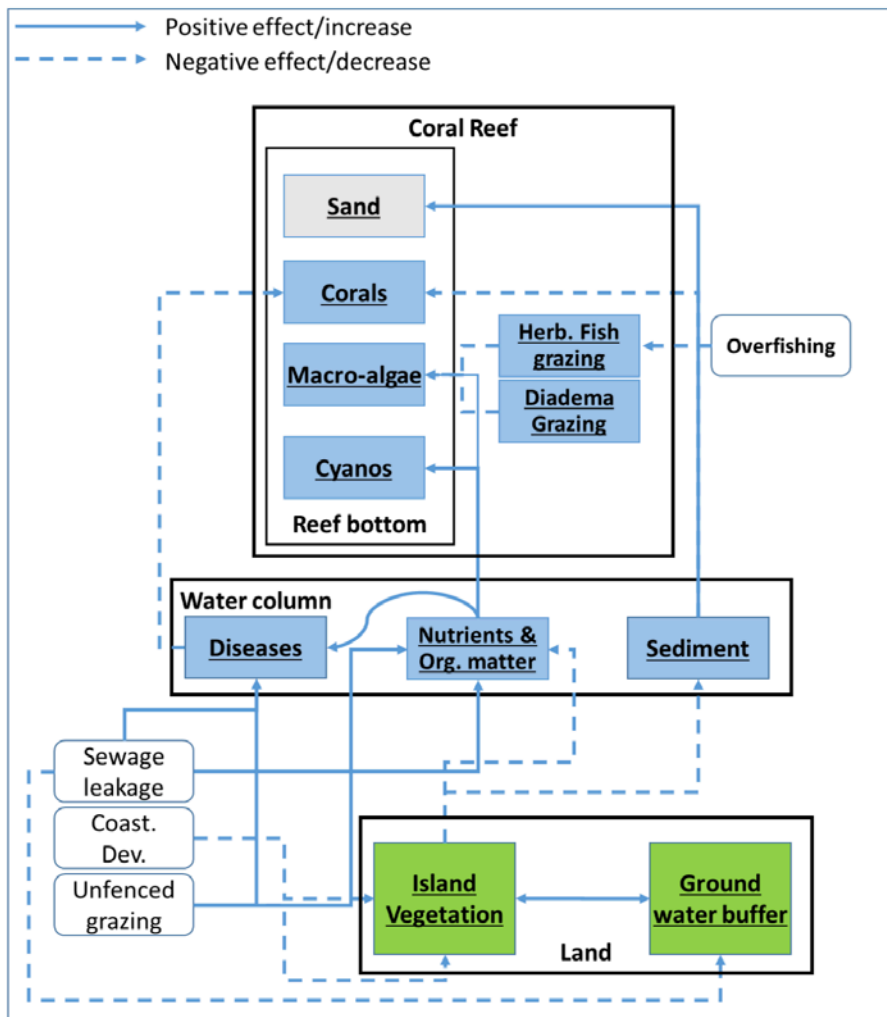 Positive effect/increase
Negative effect/decrease
Coral Reef
Sand
Corals
Macro-algae
Cyanos
Reef bottom
Herb. Fish
grazing
Diadema
Grazing
Overfishing
Water column
Diseases
Nutrients &
Org. matter
Sediment
Sewage
leakage
Coast.
Dev.
Unfenced
grazing
Island
Vegetation
Ground
water buffer
Land